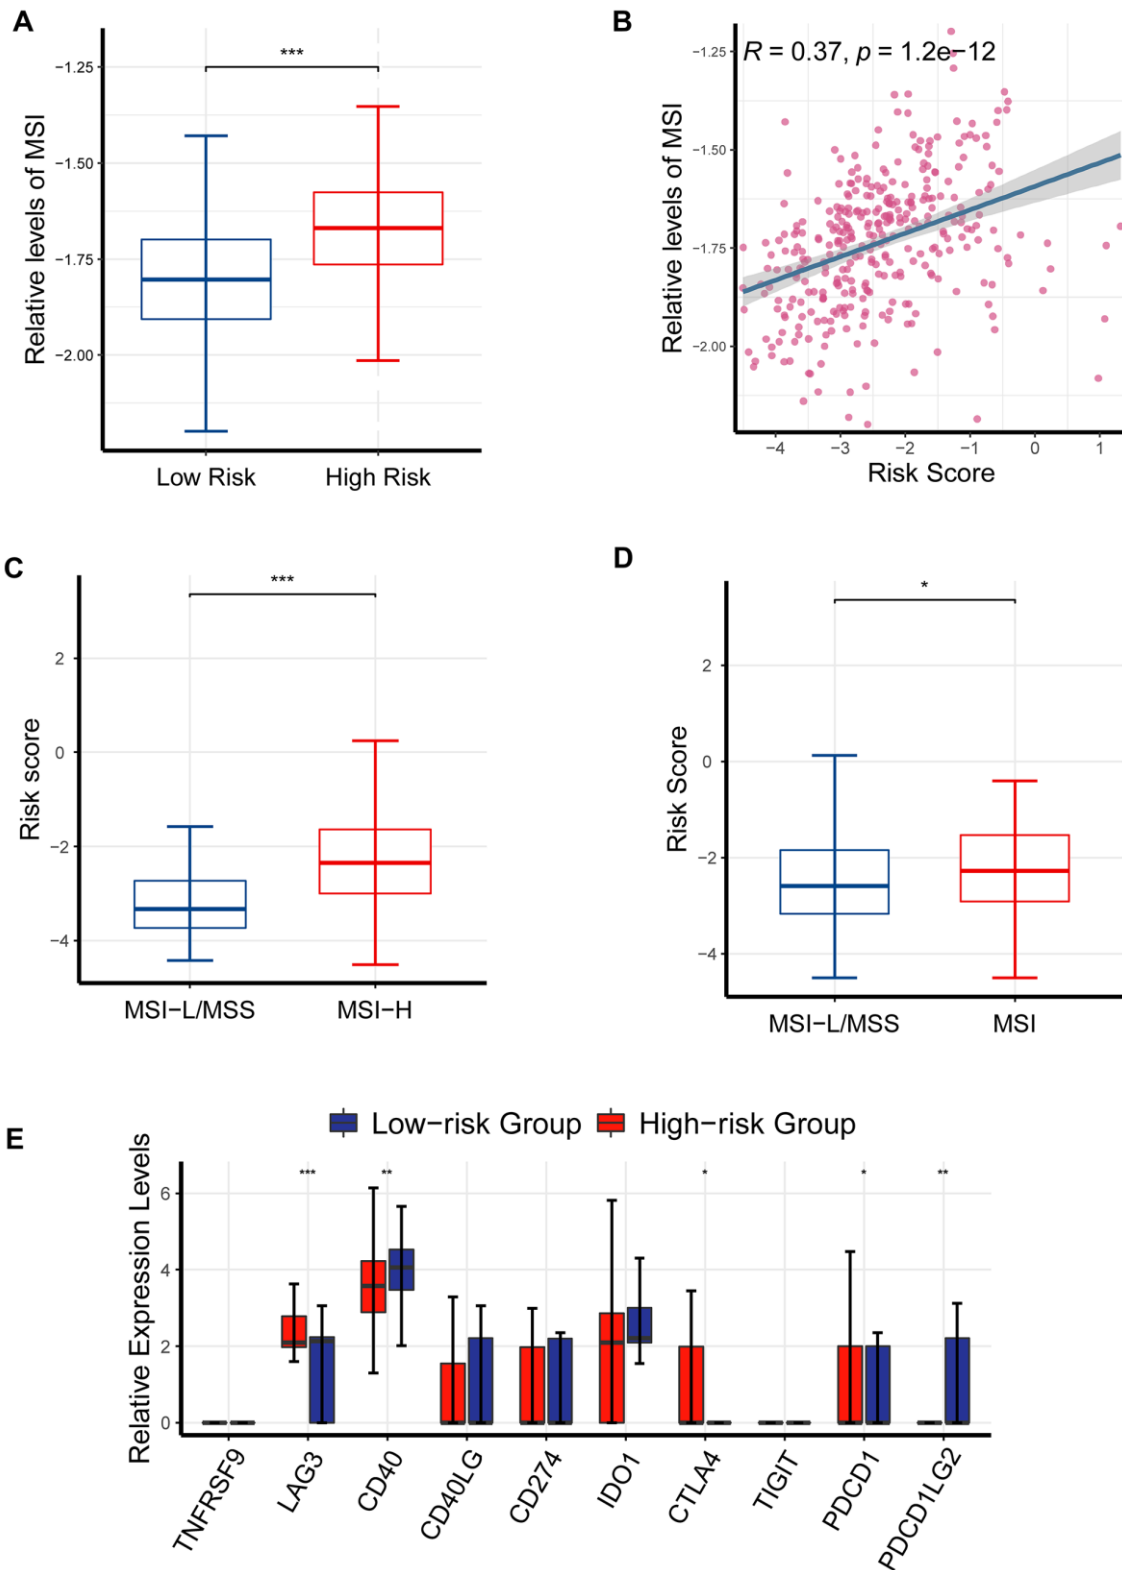 A
***
−1.25
−1.50
−1.75
−2.00
Relative levels of MSI
Low Risk High Risk
B
R = 0.37, p = 1.2e−12
−1.25
−1.50
−1.75
−2.00
Relative levels of MSI
−4 −3 −2 −1 0 1
Risk Score
C
***
2
0
−2
−4
Risk score
MSI−L/MSS MSI−H
D
*
2
0
−2
−4
Risk Score
MSI−L/MSS MSI
E
Low−risk Group High−risk Group
*** ** * * **
6
4
2
0
Relative Expression Levels
TNFRSF9 LAG3 CD40 CD40LG CD274 IDO1 CTLA4 TIGIT PDCD1 PDCD1LG2